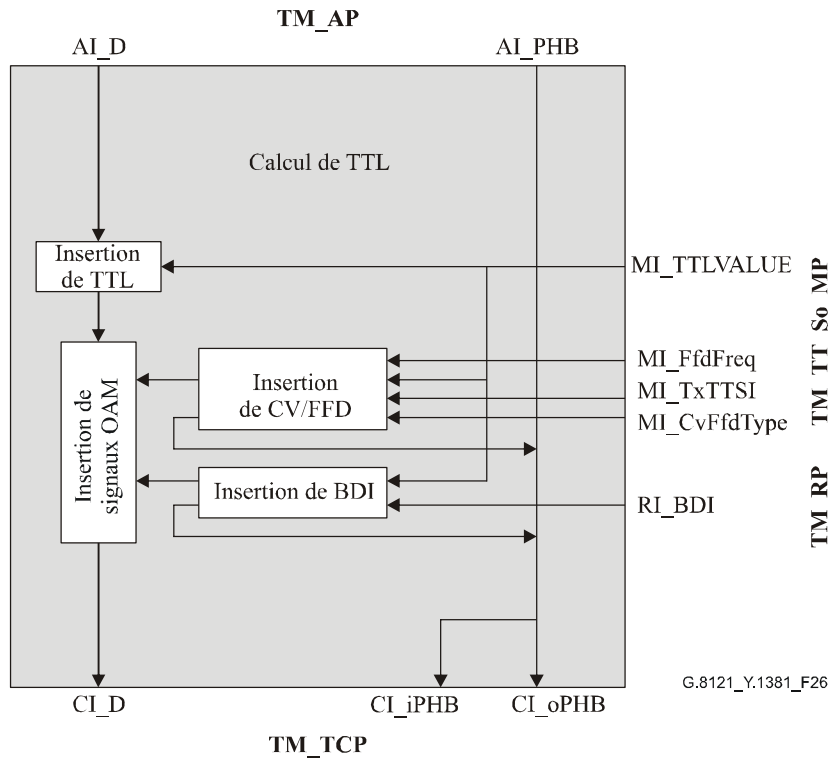 TM_AP
AI_D
AI_PHB
Calcul de TTL
Insertion
de TTL
MI_TTLVALUE
Insertion
de CV/FFD
MI_FfdFreq
MI_TxTTSI
MI_CvFfdType
Insertion de
signaux OAM
Insertion de BDI
RI_BDI
TM_TT_So_MP
TM_RP
CI_D
CI_iPHB
CI_oPHB
G.8121_Y.1381_F26
TM_TCP